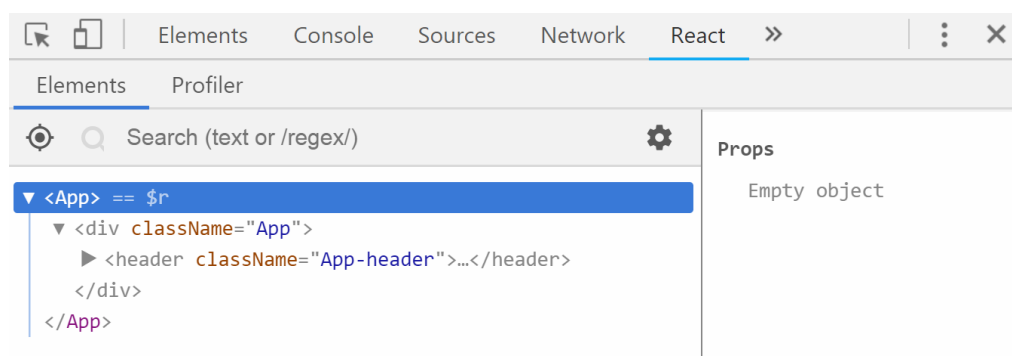 Elements Console Sources Network React »
Elements Profiler
Search (text or /regex/)
Props
Empty object
▼ <App> == $r
▼ <div className="App">
▶ <header className="App-header">…</header>
</div>
</App>